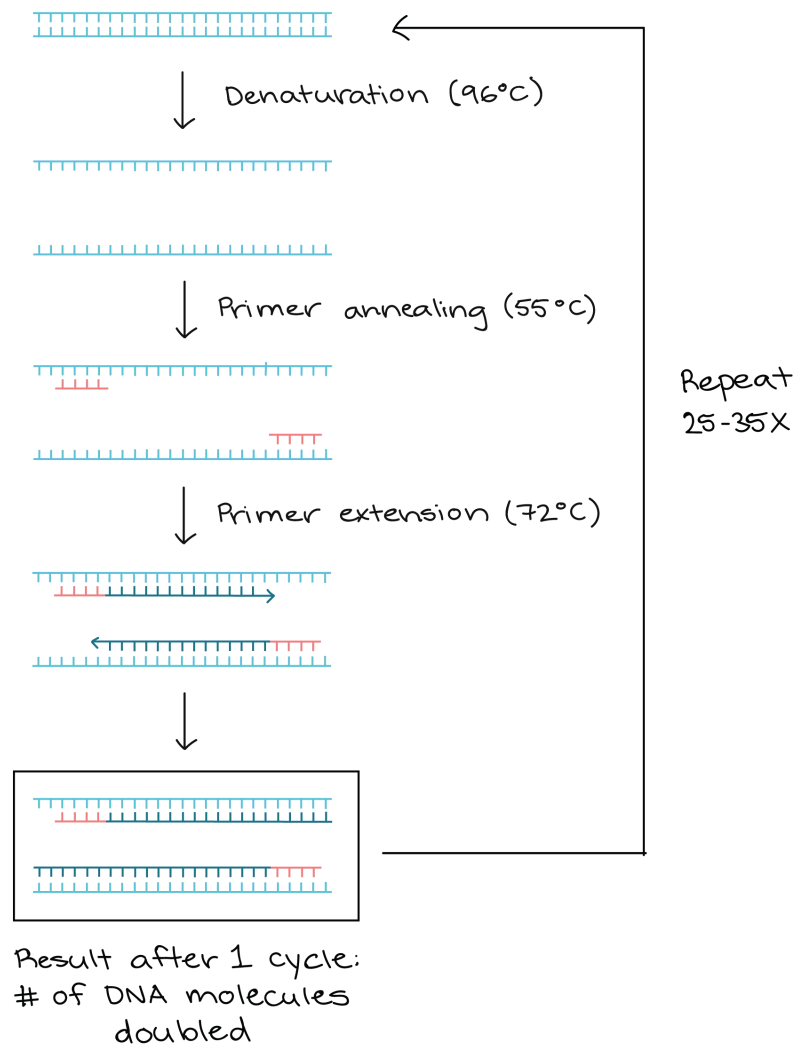 Denaturation (96°C)
Primer annealing (55°C)
Repeat
25-35X
Primer extension (72°C)
Result after 1 cycle:
# of DNA molecules
doubled